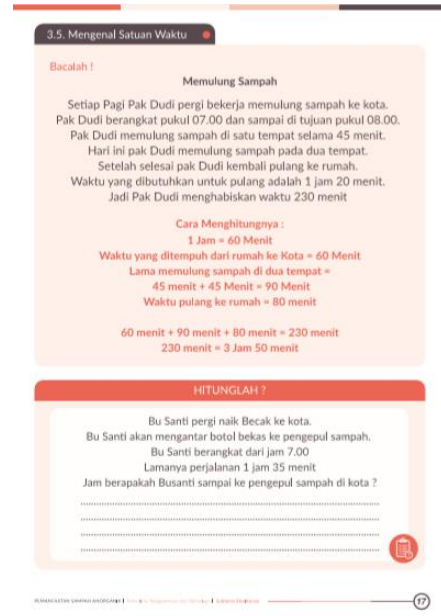 3.5. Mengenal Satuan Waktu
Bacalah !
Memulung Sampah
Setiap Pagi Pak Dudi pergi bekerja memulung sampah ke kota.
Pak Dudi berangkat pukul 07.00 dan sampai di tujuan pukul 08.00.
Pak Dudi memulung sampah di satu tempat selama 45 menit.
Hari ini pak Dudi memulung sampah pada dua tempat.
Setelah selesai pak Dudi kembali pulang ke rumah.
Waktu yang dibutuhkan untuk pulang adalah 1 jam 20 menit.
Jadi Pak Dudi menghabiskan waktu 230 menit
Cara Menghitungnya :
1 Jam = 60 Menit
Waktu yang ditempuh dari rumah ke Kota = 60 Menit
Lama memulung sampah di dua tempat =
45 menit + 45 Menit = 90 Menit
Waktu pulang ke rumah = 80 menit
60 menit + 90 menit + 80 menit = 230 menit
230 menit = 3 Jam 50 menit
HITUNGLAH ?
Bu Santi pergi naik Becak ke kota.
Bu Santi akan mengantar botol bekas ke pengepul sampah.
Bu Santi berangkat dari jam 7.00
Lamanya perjalanan 1 jam 35 menit
Jam berapakah Busanti sampai ke pengepul sampah di kota ?
17